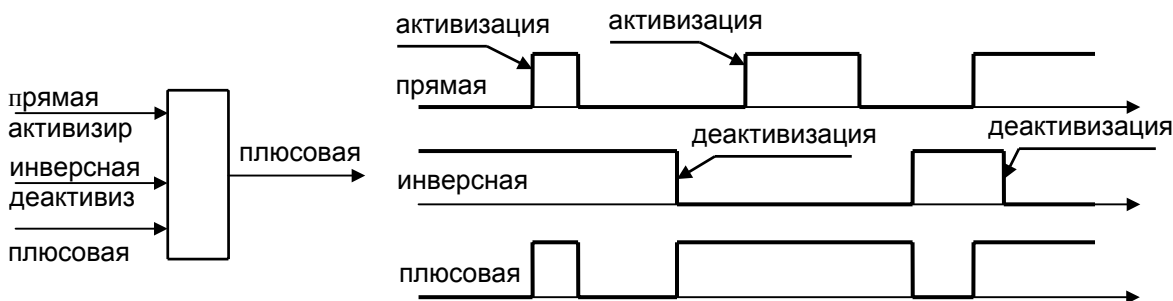 прямая
активизир
инверсная
деактивиз
плюсовая
плюсовая
активизация
активизация
прямая
деактивизация
деактивизация
инверсная
плюсовая